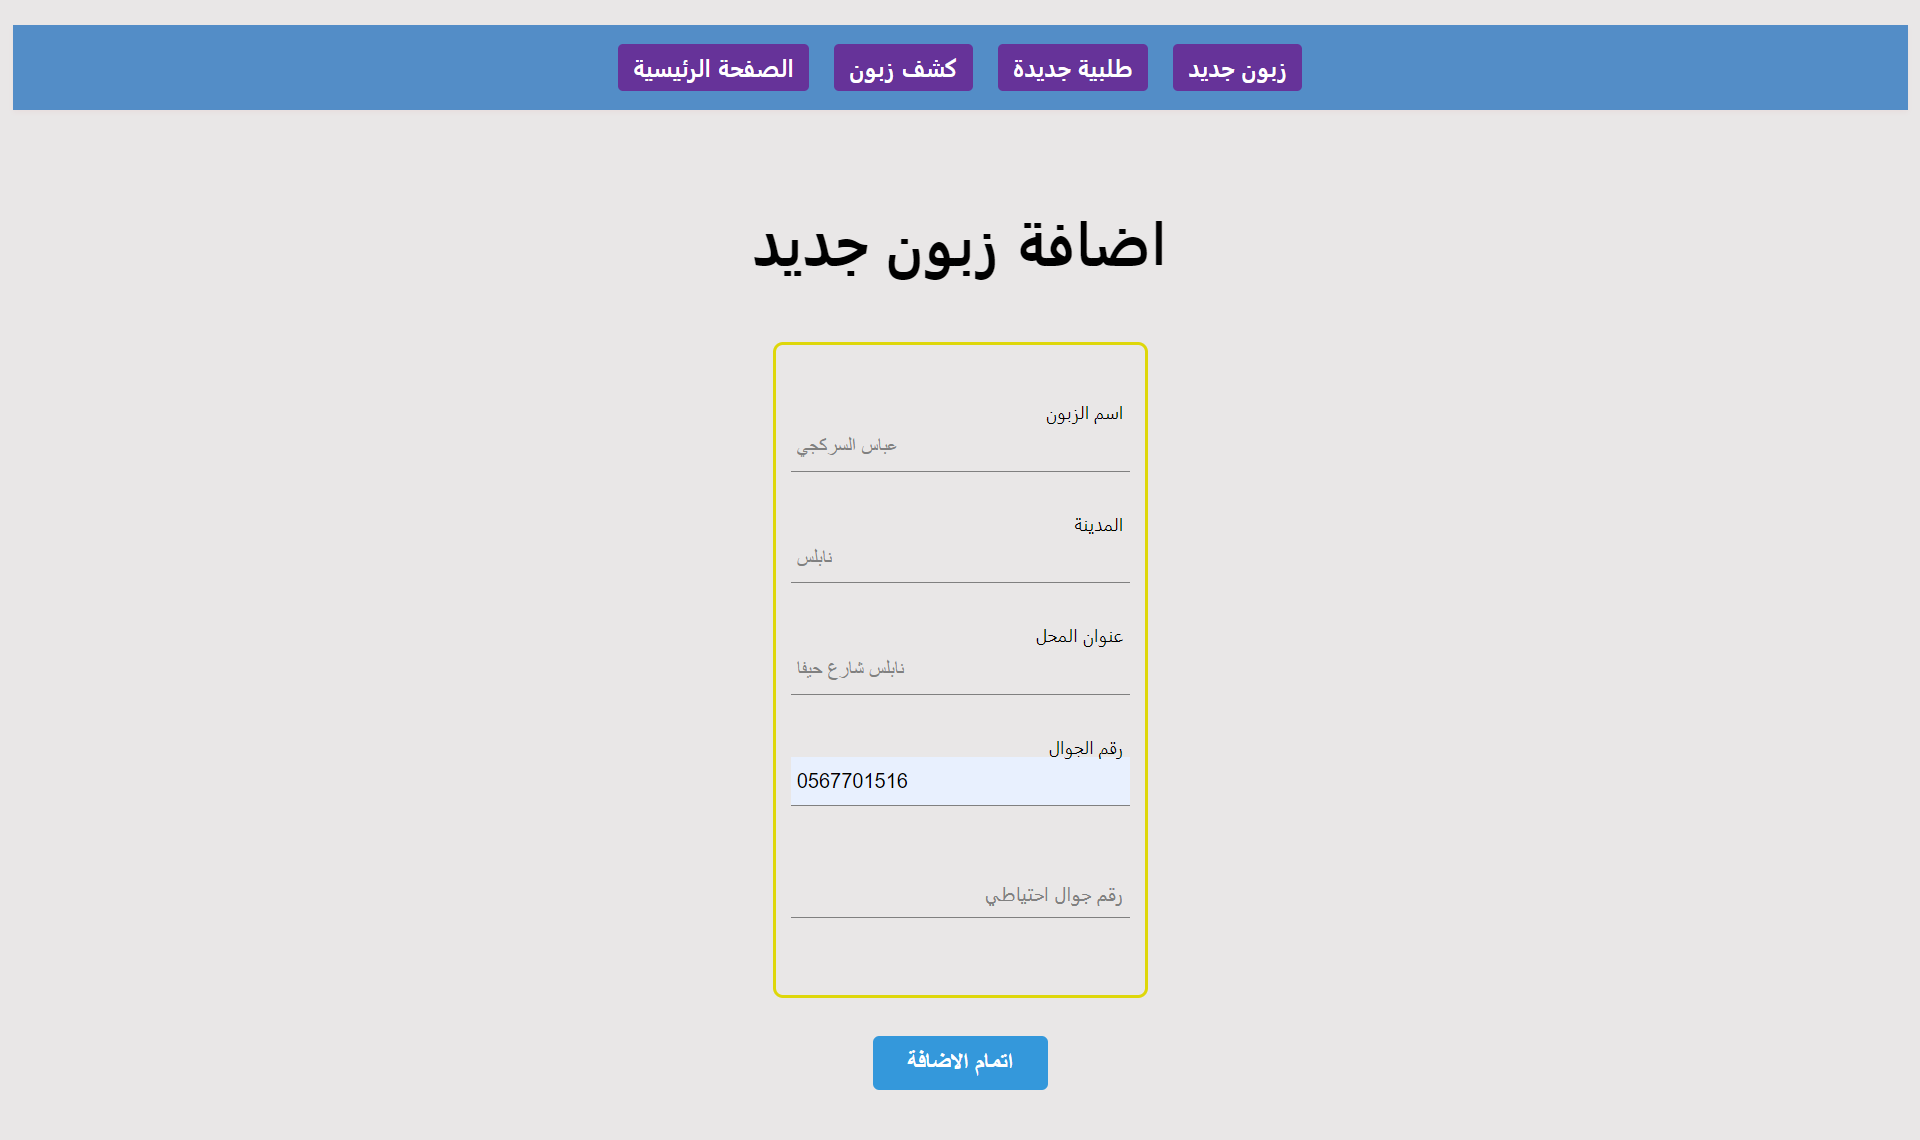 زبون جديد
طلبية جديدة
كشف زبون
الصفحة الرئيسية
اضافة زبون جديد
اسم الزبون
عباس السركجي
المدينة
نابلس
عنوان المحل
نابلس شارع حيفا
رقم الجوال
0567701516
رقم جوال احتياطي
اتمام الاضافة